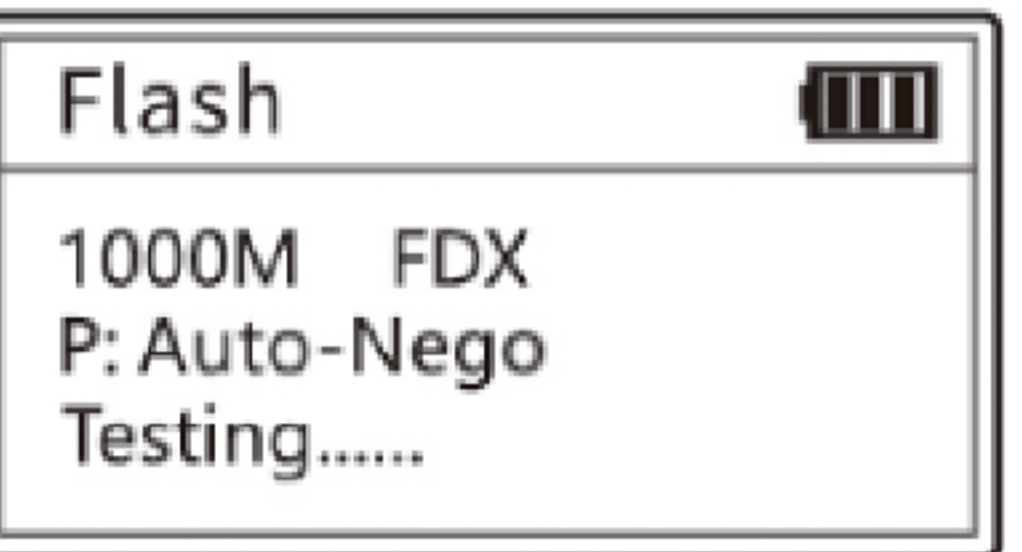 Flash
1000M FDX
P: Auto-Nego
Testing......